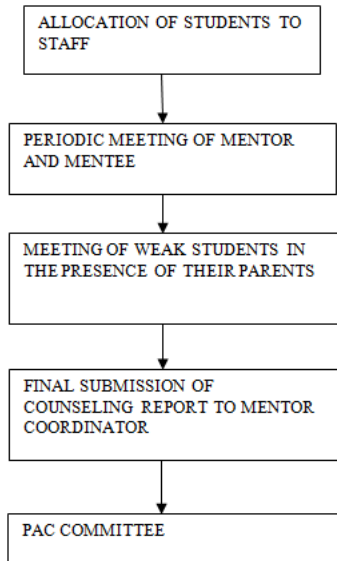 ALLOCATION OF STUDENTS TO
STAFF
PERIODIC MEETING OF MENTOR
AND MENTEE
MEETING OF WEAK STUDENTS IN
THE PRESENCE OF THEIR PARENTS
FINAL SUBMISSION OF
COUNSELING REPORT TO MENTOR
COORDINATOR
PAC COMMITTEE